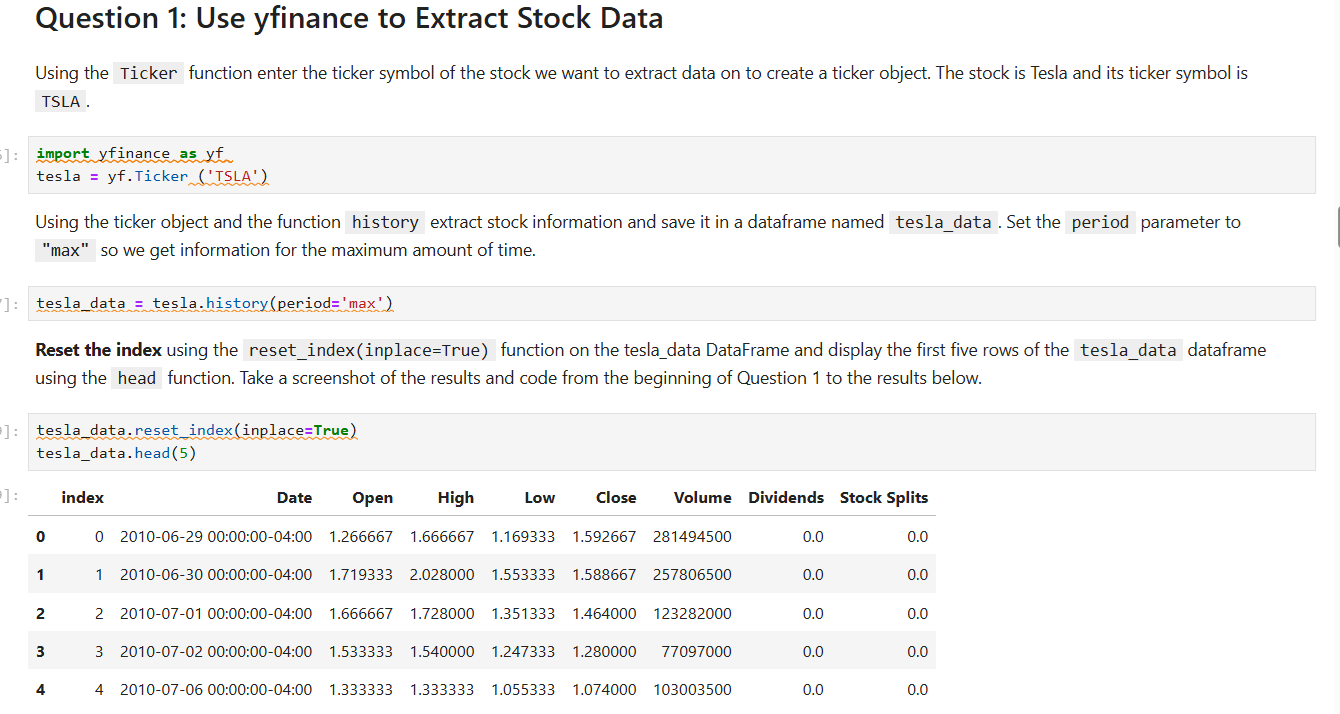 Question 1: Use yfinance to Extract Stock Data
Using the Ticker function enter the ticker symbol of the stock we want to extract data on to create a ticker object. The stock is Tesla and its ticker symbol is
TSLA .
]: import yfinance as yf
tesla = yf.Ticker ('TSLA')
Using the ticker object and the function history extract stock information and save it in a dataframe named tesla_data . Set the period parameter to
"max" so we get information for the maximum amount of time.
]: tesla_data = tesla.history(period='max')
Reset the index using the reset_index(inplace=True) function on the tesla_data DataFrame and display the first five rows of the tesla_data dataframe
using the head function. Take a screenshot of the results and code from the beginning of Question 1 to the results below.
]: tesla_data.reset_index(inplace=True)
tesla_data.head(5)
]: index Date Open High Low Close Volume Dividends Stock Splits
0 0 2010-06-29 00:00:00-04:00 1.266667 1.666667 1.169333 1.592667 281494500 0.0 0.0
1 1 2010-06-30 00:00:00-04:00 1.719333 2.028000 1.553333 1.588667 257806500 0.0 0.0
2 2 2010-07-01 00:00:00-04:00 1.666667 1.728000 1.351333 1.464000 123282000 0.0 0.0
3 3 2010-07-02 00:00:00-04:00 1.533333 1.540000 1.247333 1.280000 77097000 0.0 0.0
4 4 2010-07-06 00:00:00-04:00 1.333333 1.333333 1.055333 1.074000 103003500 0.0 0.0